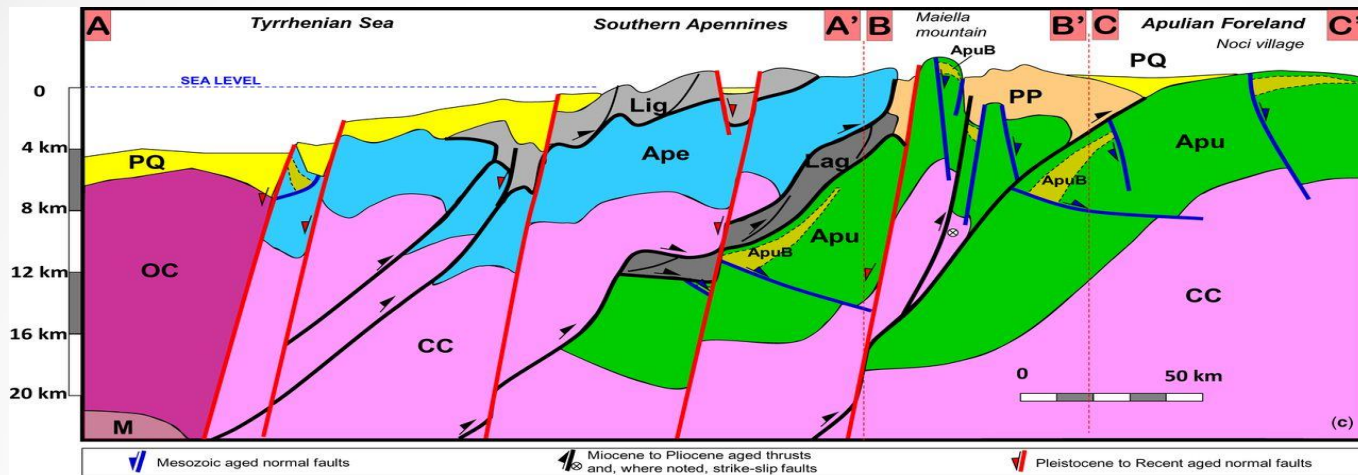 A Tyrrhenian Sea Southern Apennines A' B Maiella mountain B' C Apulian Foreland C'
Noci village
ApuB
PQ
SEA LEVEL
0
Lig
PP
4 km
PQ
Ape
Lag
Apu
ApuB
8 km
Apu
ApuB
OC
12 km
CC
16 km
CC
0 50 km
20 km
M
(c)
Mesozoic aged normal faults
Miocene to Pliocene aged thrusts
and, where noted, strike-slip faults
Pleistocene to Recent aged normal faults